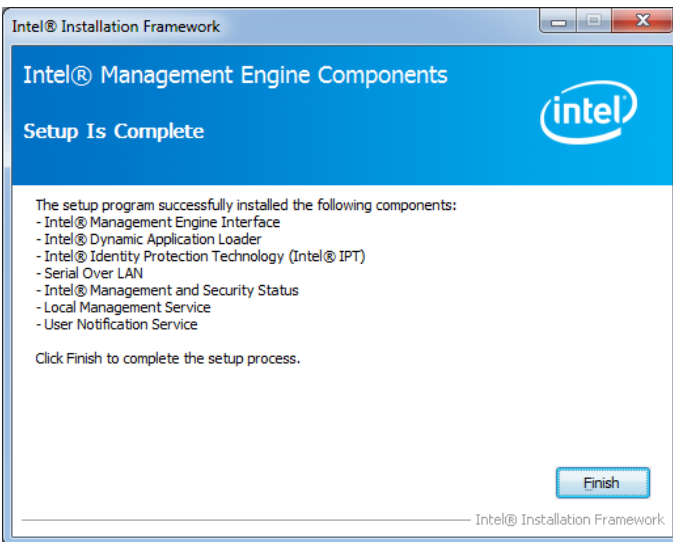 Intel® Installation Framework
Intel® Management Engine Components
intel
Setup Is Complete
The setup program successfully installed the following components:
- Intel® Management Engine Interface
- Intel® Dynamic Application Loader
- Intel® Identity Protection Technology (Intel® IPT)
- Serial Over LAN
- Intel® Management and Security Status
- Local Management Service
- User Notification Service
Click Finish to complete the setup process.
Finish
Intel® Installation Framework